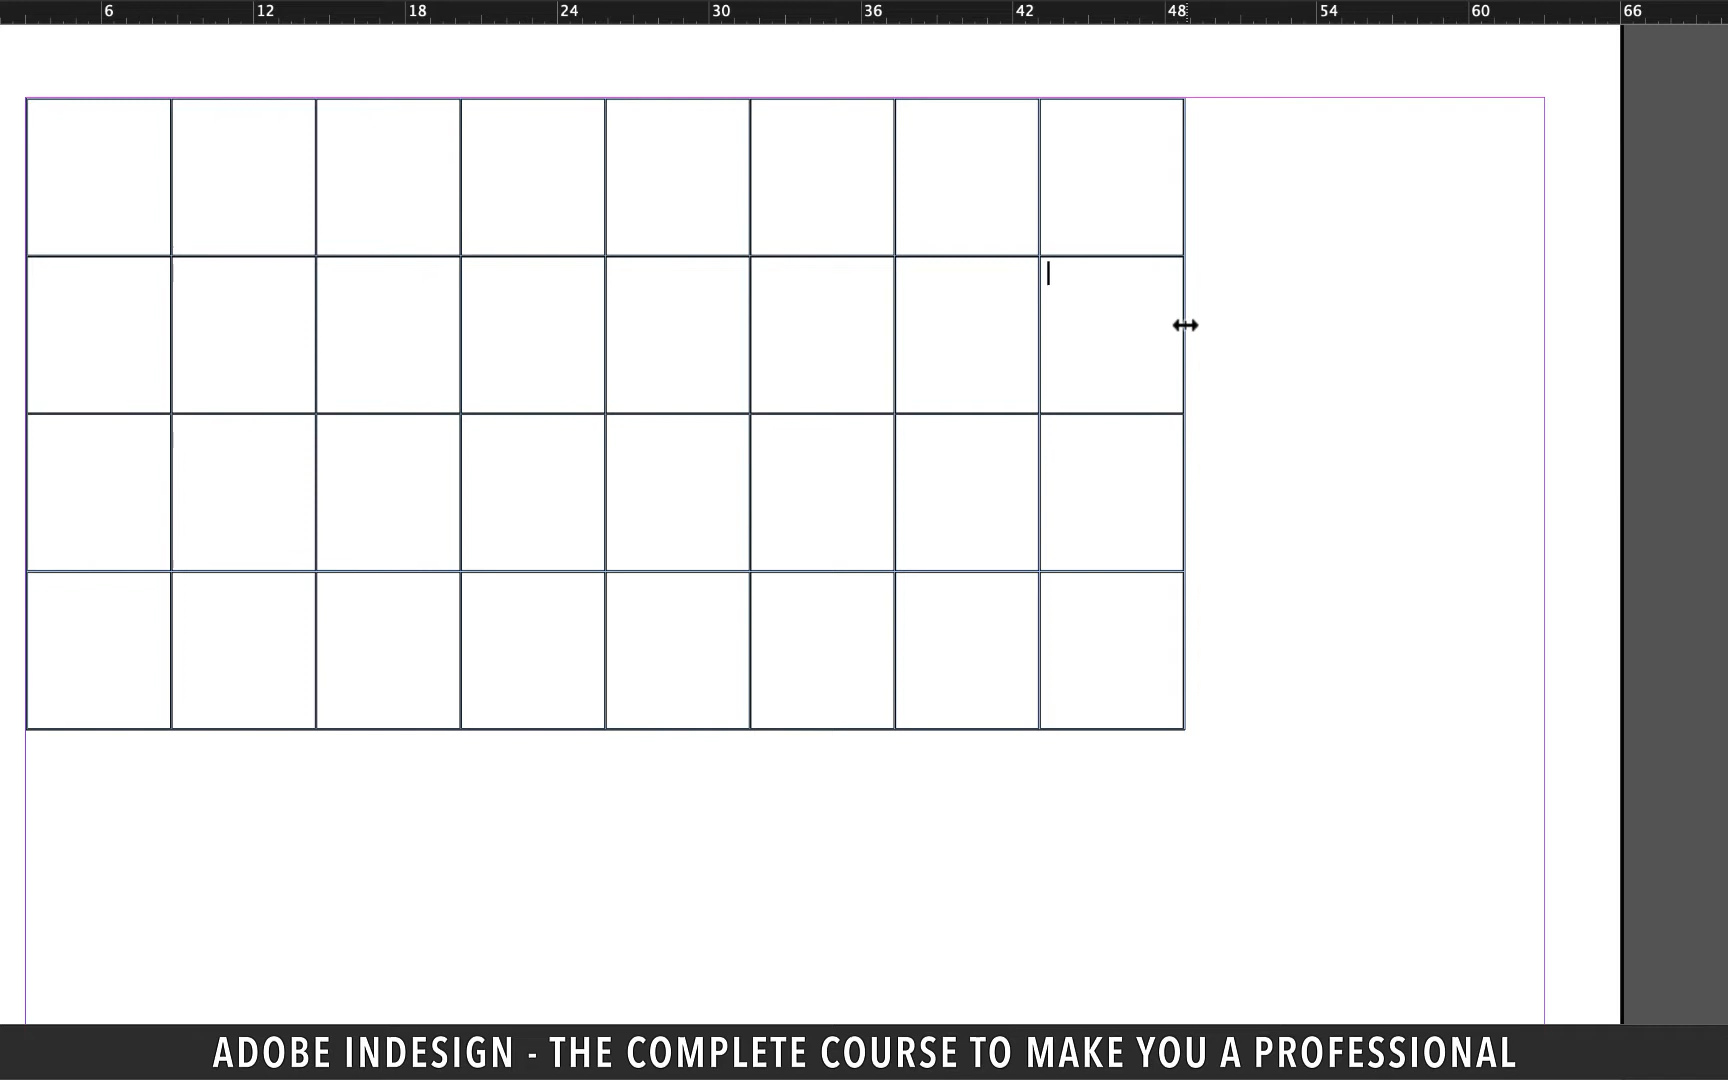 6 12 18 24 30 36 42 48 54 60 66
ADOBE INDESIGN - THE COMPLETE COURSE TO MAKE YOU A PROFESSIONAL